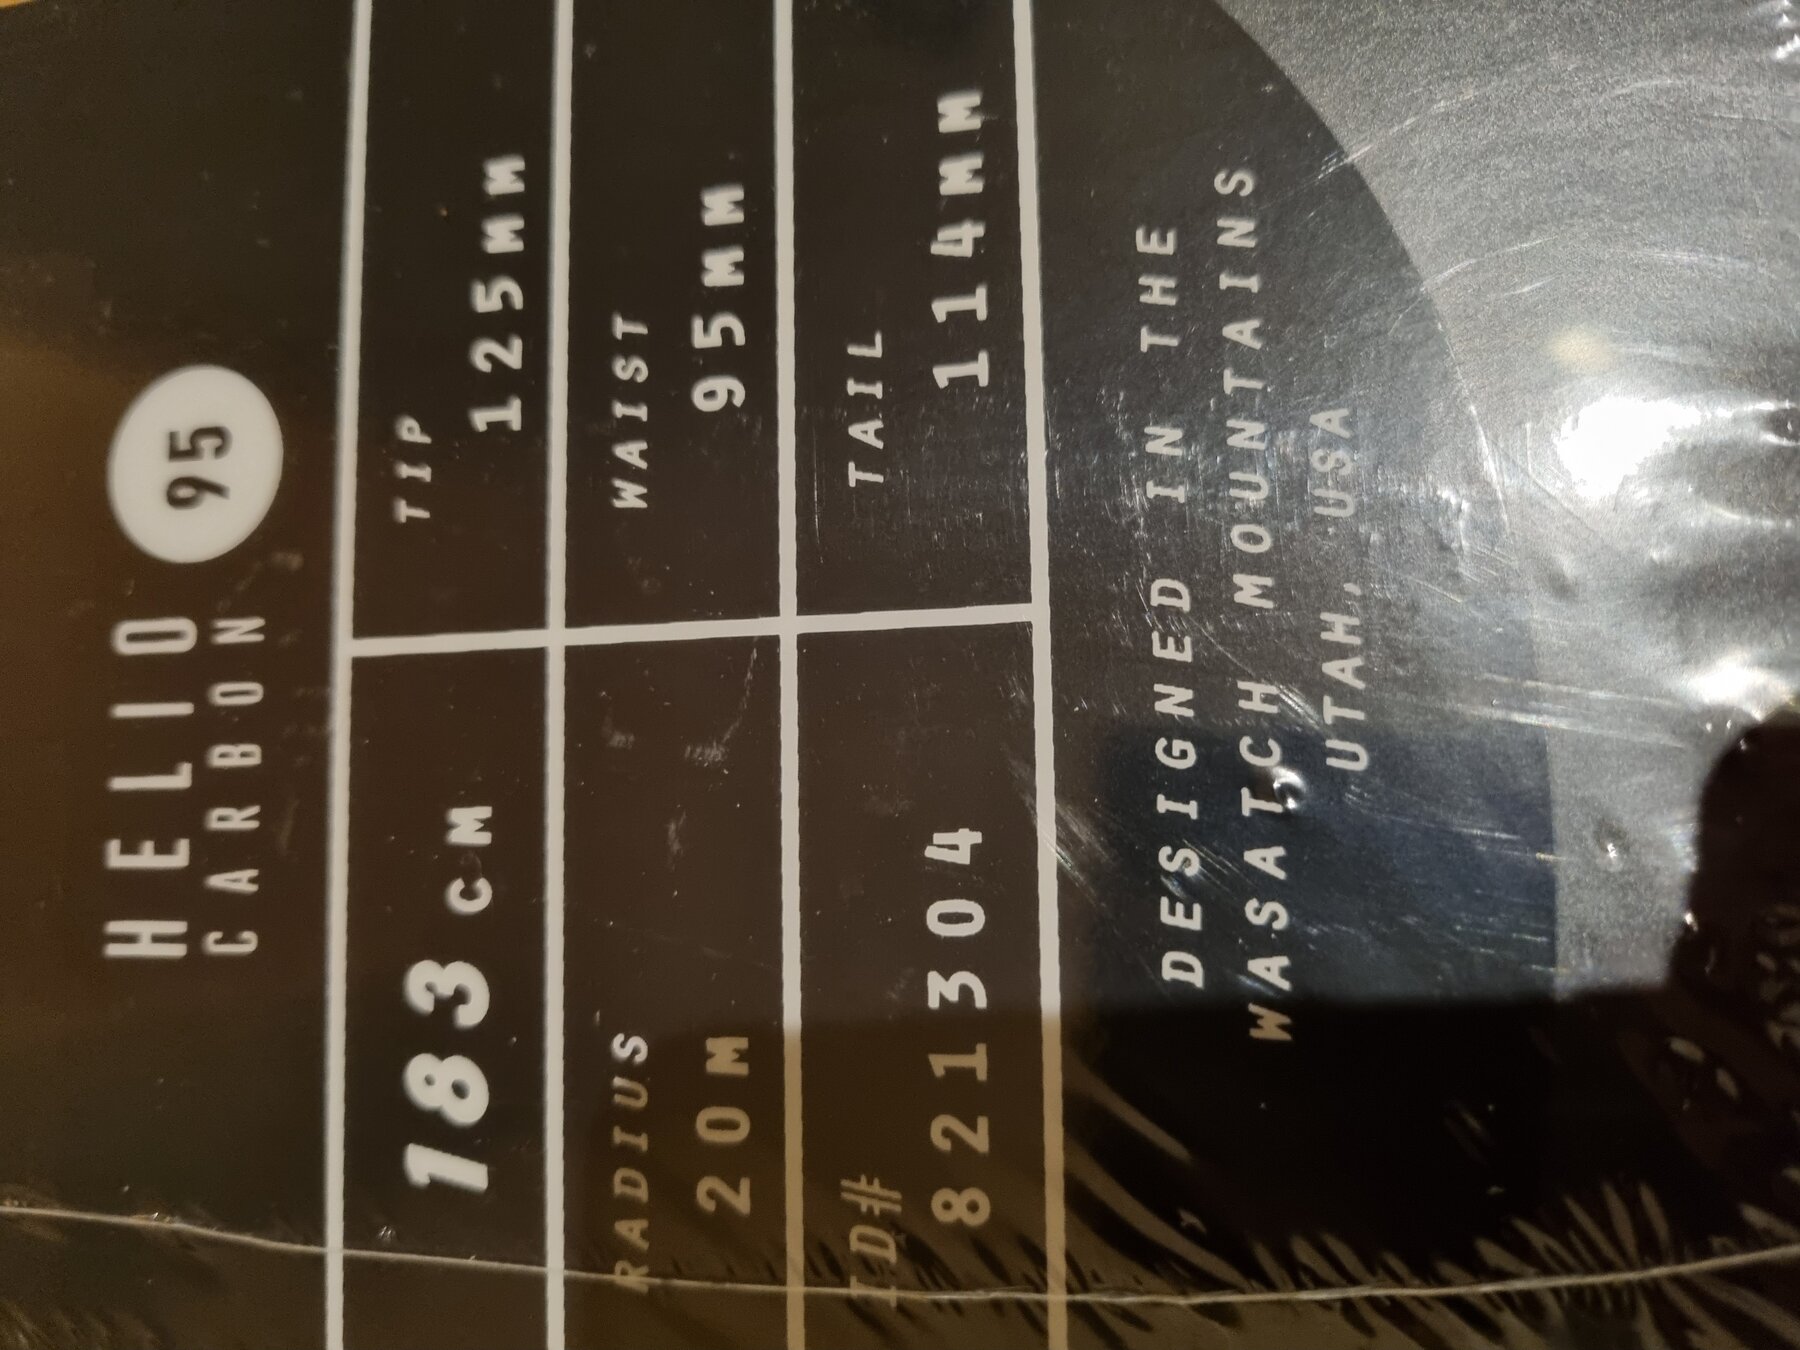 HELIO 95
CARBON
183 CM
TIP
125MM
RADIUS
20M
WAIST
95MM
ID#
821304
TAIL
114MM
DESIGNED IN THE
WASATCH MOUNTAINS
UTAH, USA